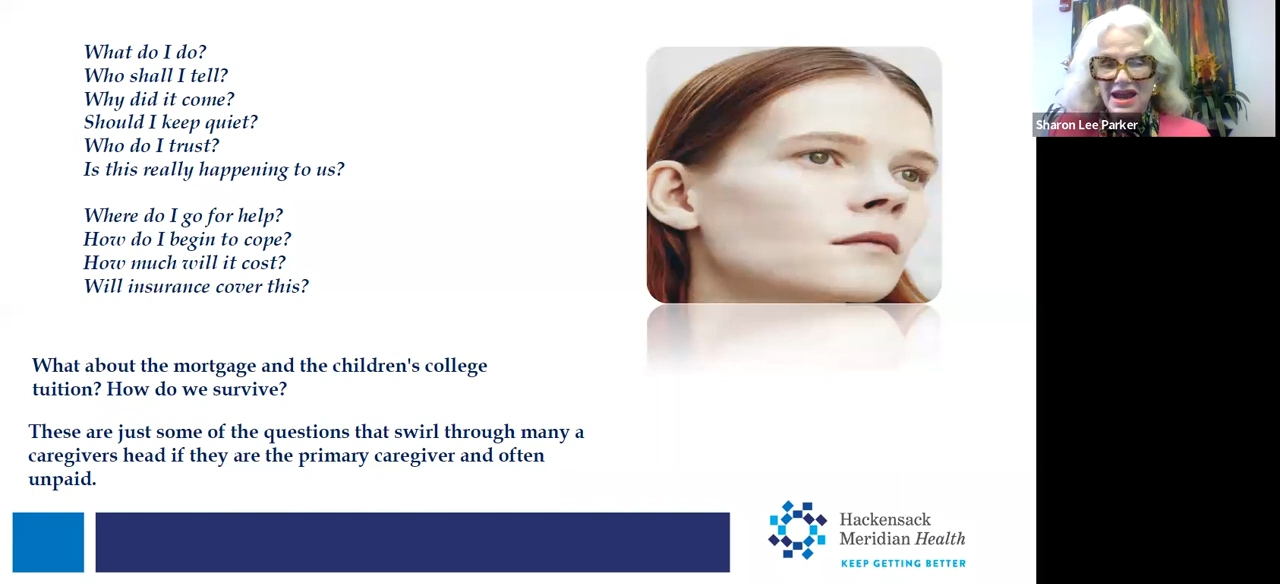 What do I do?
Who shall I tell?
Why did it come?
Should I keep quiet?
Who do I trust?
Is this really happening to us?
Where do I go for help?
How do I begin to cope?
How much will it cost?
Will insurance cover this?
What about the mortgage and the children's college
tuition? How do we survive?
These are just some of the questions that swirl through many a
caregivers head if they are the primary caregiver and often
unpaid.
Hackensack
Meridian Health
KEEP GETTING BETTER
Sharon Lee Parker